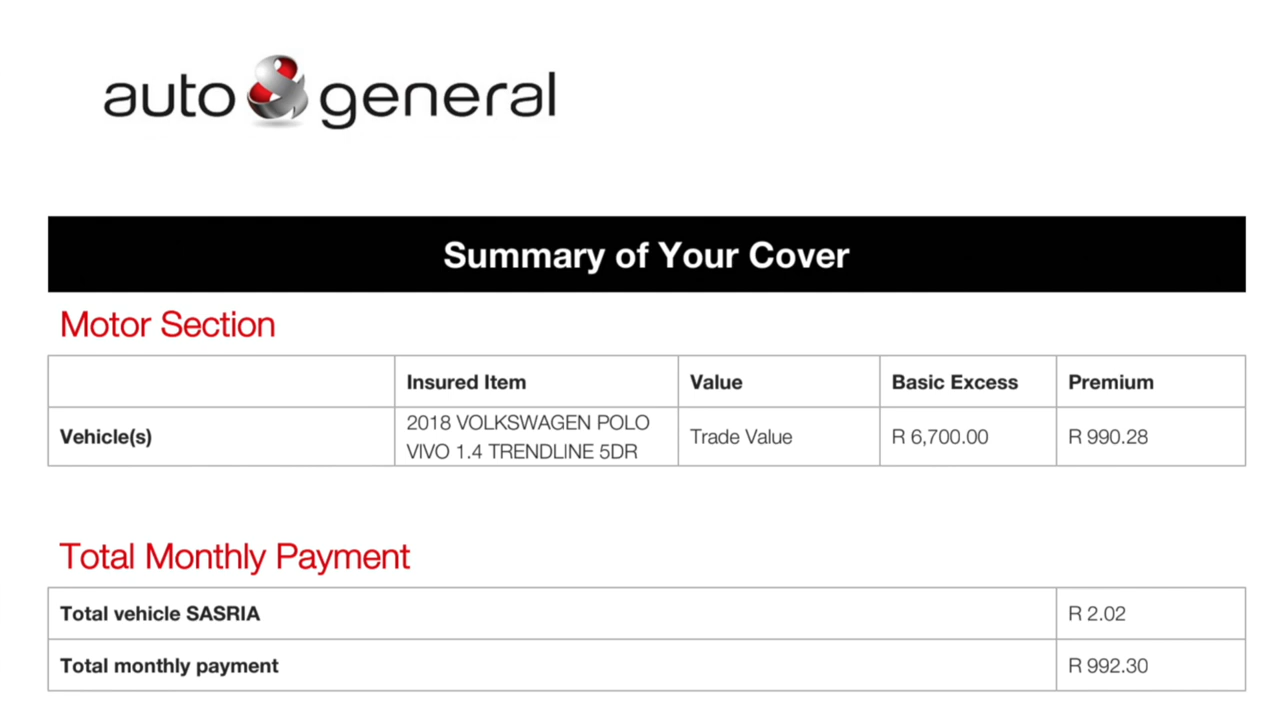 auto & general
Summary of Your Cover
Motor Section
Insured Item Value Basic Excess Premium
Vehicle(s) 2018 VOLKSWAGEN POLO VIVO 1.4 TRENDLINE 5DR Trade Value R 6,700.00 R 990.28
Total Monthly Payment
Total vehicle SASRIA R 2.02
Total monthly payment R 992.30